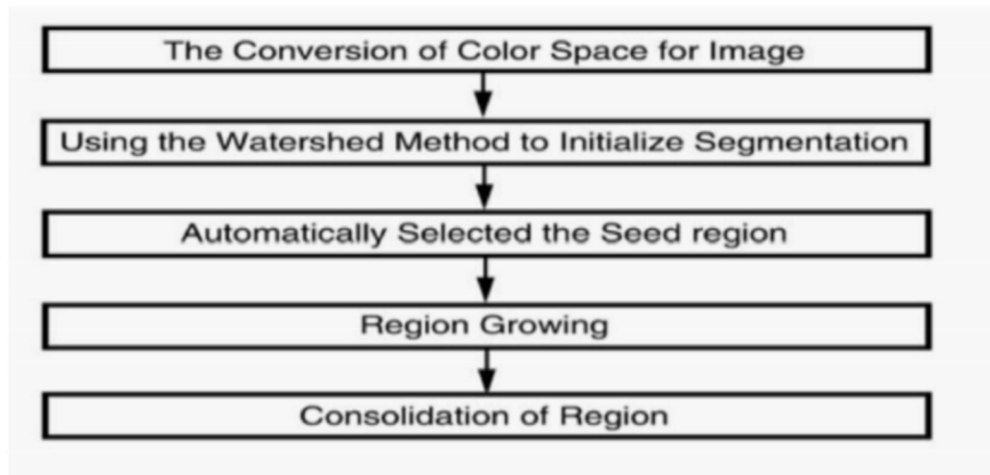 The Conversion of Color Space for Image
Using the Watershed Method to Initialize Segmentation
Automatically Selected the Seed region
Region Growing
Consolidation of Region